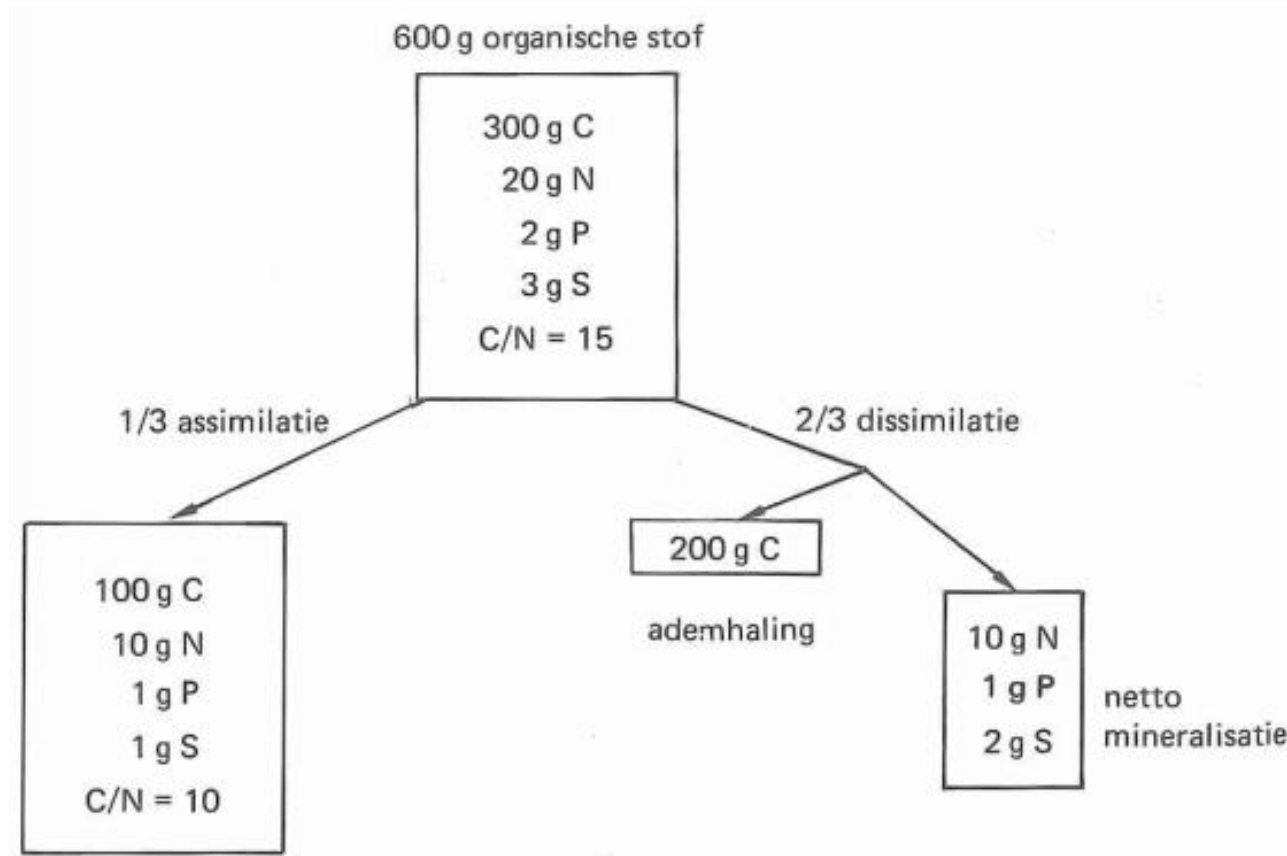 600 g organische stof
300 g C
20 g N
2 g P
3 g S
C/N = 15
1/3 assimilatie
2/3 dissimilatie
100 g C
10 g N
1 g P
1 g S
C/N = 10
200 g C
ademhaling
10 g N
1 g P
2 g S
netto
mineralisatie